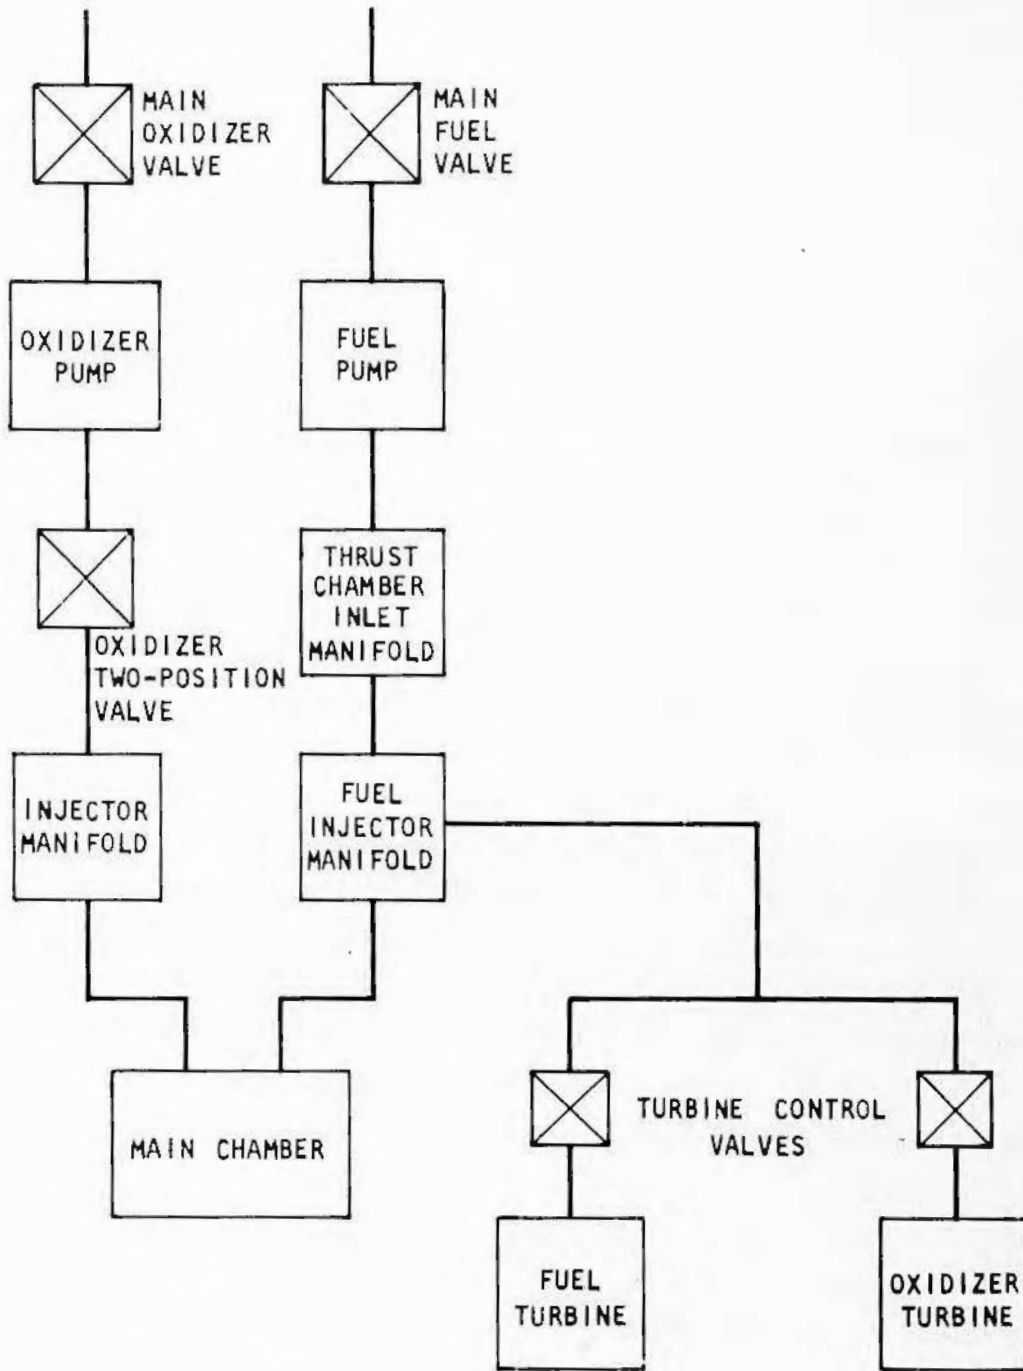 MAIN
OXIDIZER
VALVE
MAIN
FUEL
VALVE
OXIDIZER
PUMP
FUEL
PUMP
THRUST
CHAMBER
INLET
MANIFOLD
OXIDIZER
TWO-POSITION
VALVE
INJECTOR
MANIFOLD
FUEL
INJECTOR
MANIFOLD
MAIN CHAMBER
TURBINE CONTROL
VALVES
FUEL
TURBINE
OXIDIZER
TURBINE